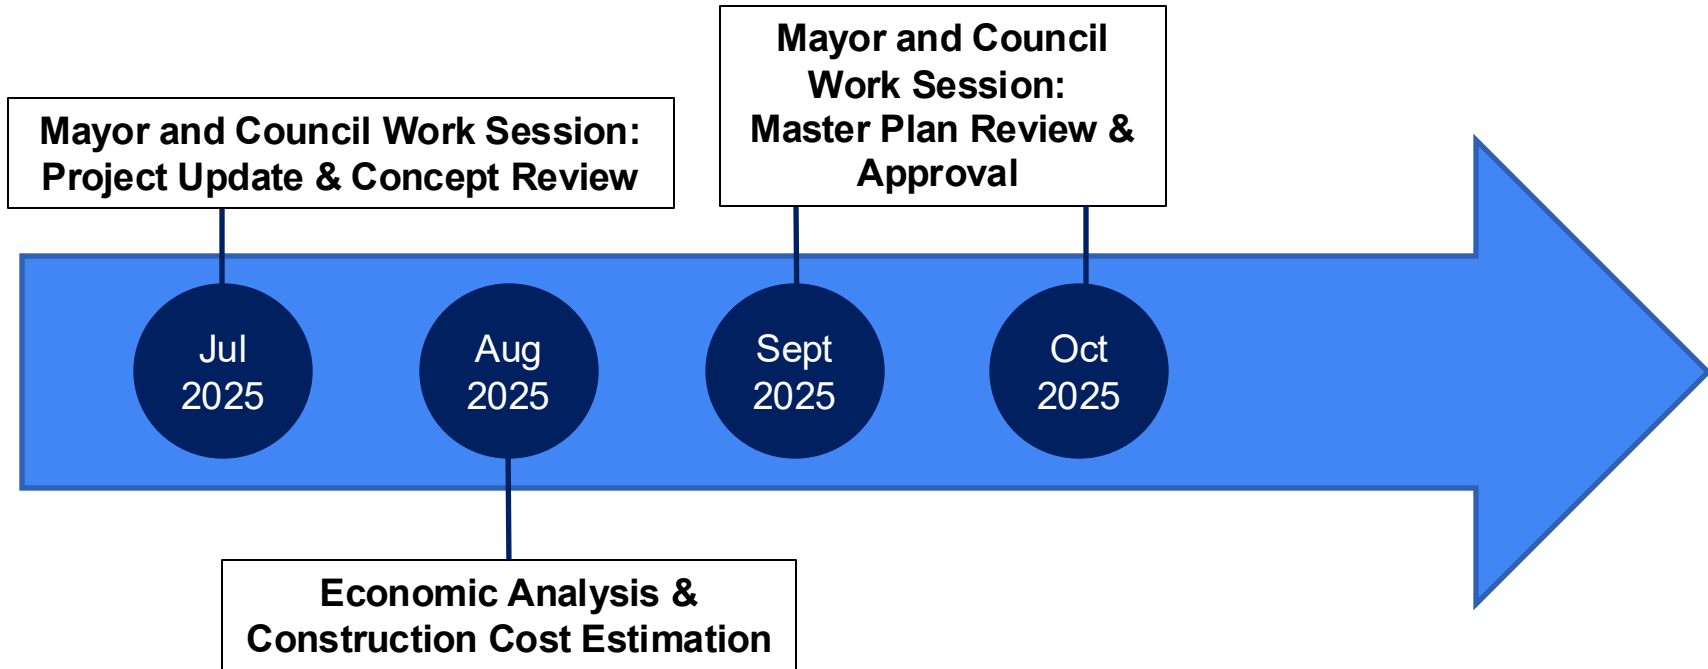 Mayor and Council
Work Session:
Master Plan Review &
Approval
Mayor and Council Work Session:
Project Update & Concept Review
Jul
2025
Aug
2025
Sept
2025
Oct
2025
Economic Analysis &
Construction Cost Estimation